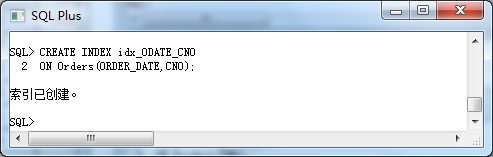 SQL Plus
SQL> CREATE INDEX idx_ODATE_CNO
2 ON Orders(ORDER_DATE,CNO);
索引已创建。
SQL>